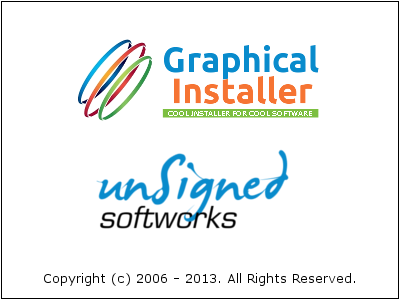 Graphical
Installer
COOL INSTALLER FOR COOL SOFTWARE
unSigned
softworks
Copyright (c) 2006 - 2013. All Rights Reserved.